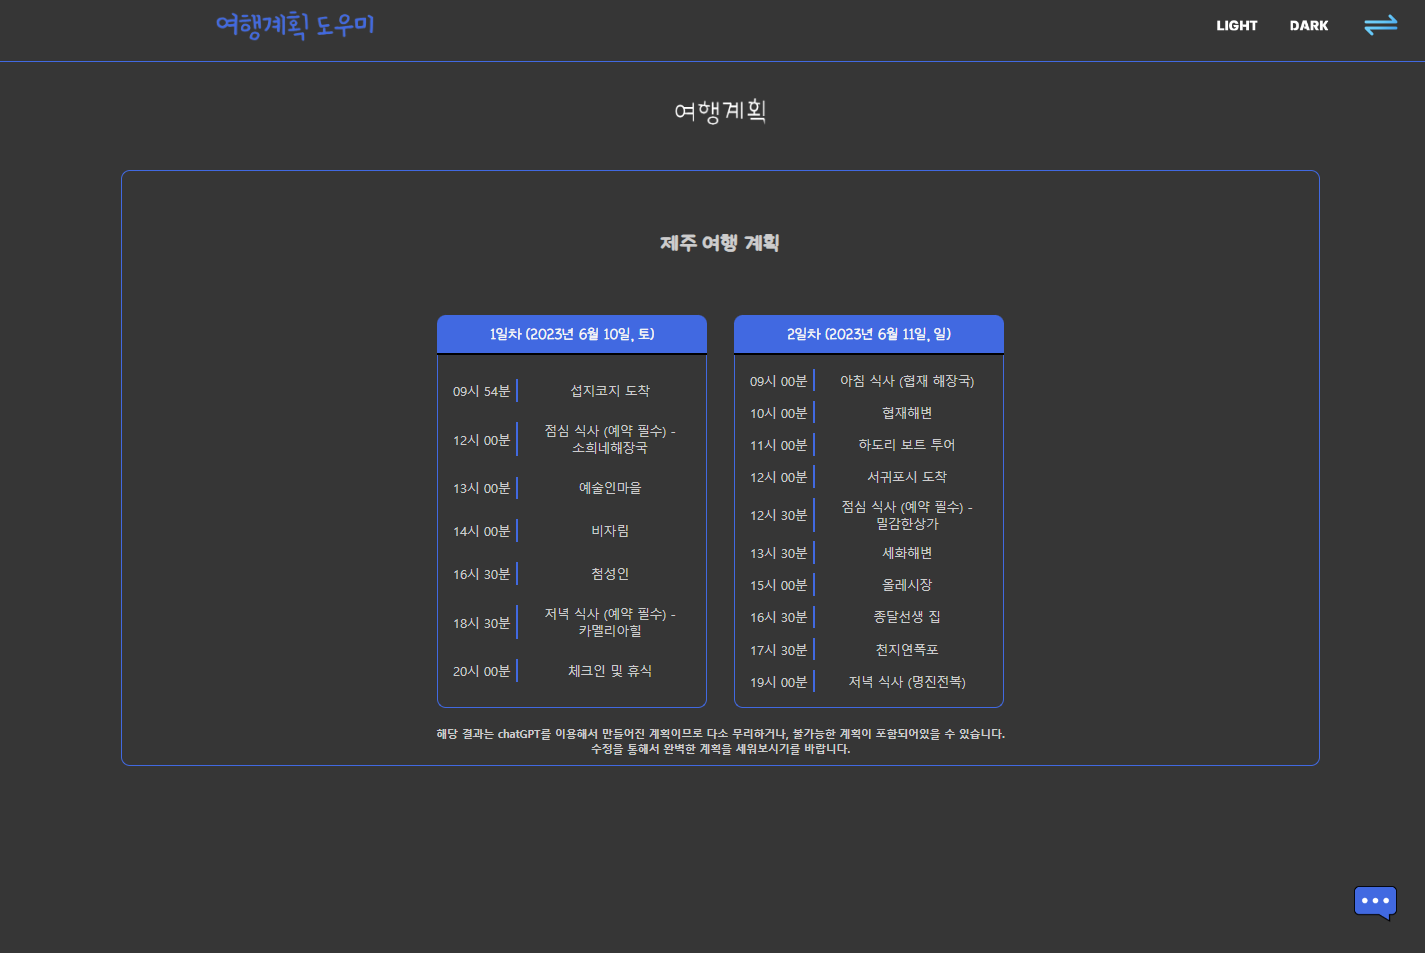 여행계획 도우미
LIGHT DARK
여행계획
제주 여행 계획
1일차 (2023년 6월 10일, 토)
09시 54분 섭지코지 도착
12시 00분 점심 식사 (예약 필수) -
소희네해장국
13시 00분 예술인마을
14시 00분 비자림
16시 30분 첨성인
18시 30분 저녁 식사 (예약 필수) -
카멜리아힐
20시 00분 체크인 및 휴식
2일차 (2023년 6월 11일, 일)
09시 00분 아침 식사 (협재 해장국)
10시 00분 협재해변
11시 00분 하도리 보트 투어
12시 00분 서귀포시 도착
12시 30분 점심 식사 (예약 필수) -
밀감한상가
13시 30분 세화해변
15시 00분 올레시장
16시 30분 종달선생 집
17시 30분 천지연폭포
19시 00분 저녁 식사 (명진전복)
해당 결과는 chatGPT를 이용해서 만들어진 계획이므로 다소 무리하거나, 불가능한 계획이 포함되어있을 수 있습니다.
수정을 통해서 완벽한 계획을 세워보시기를 바랍니다.